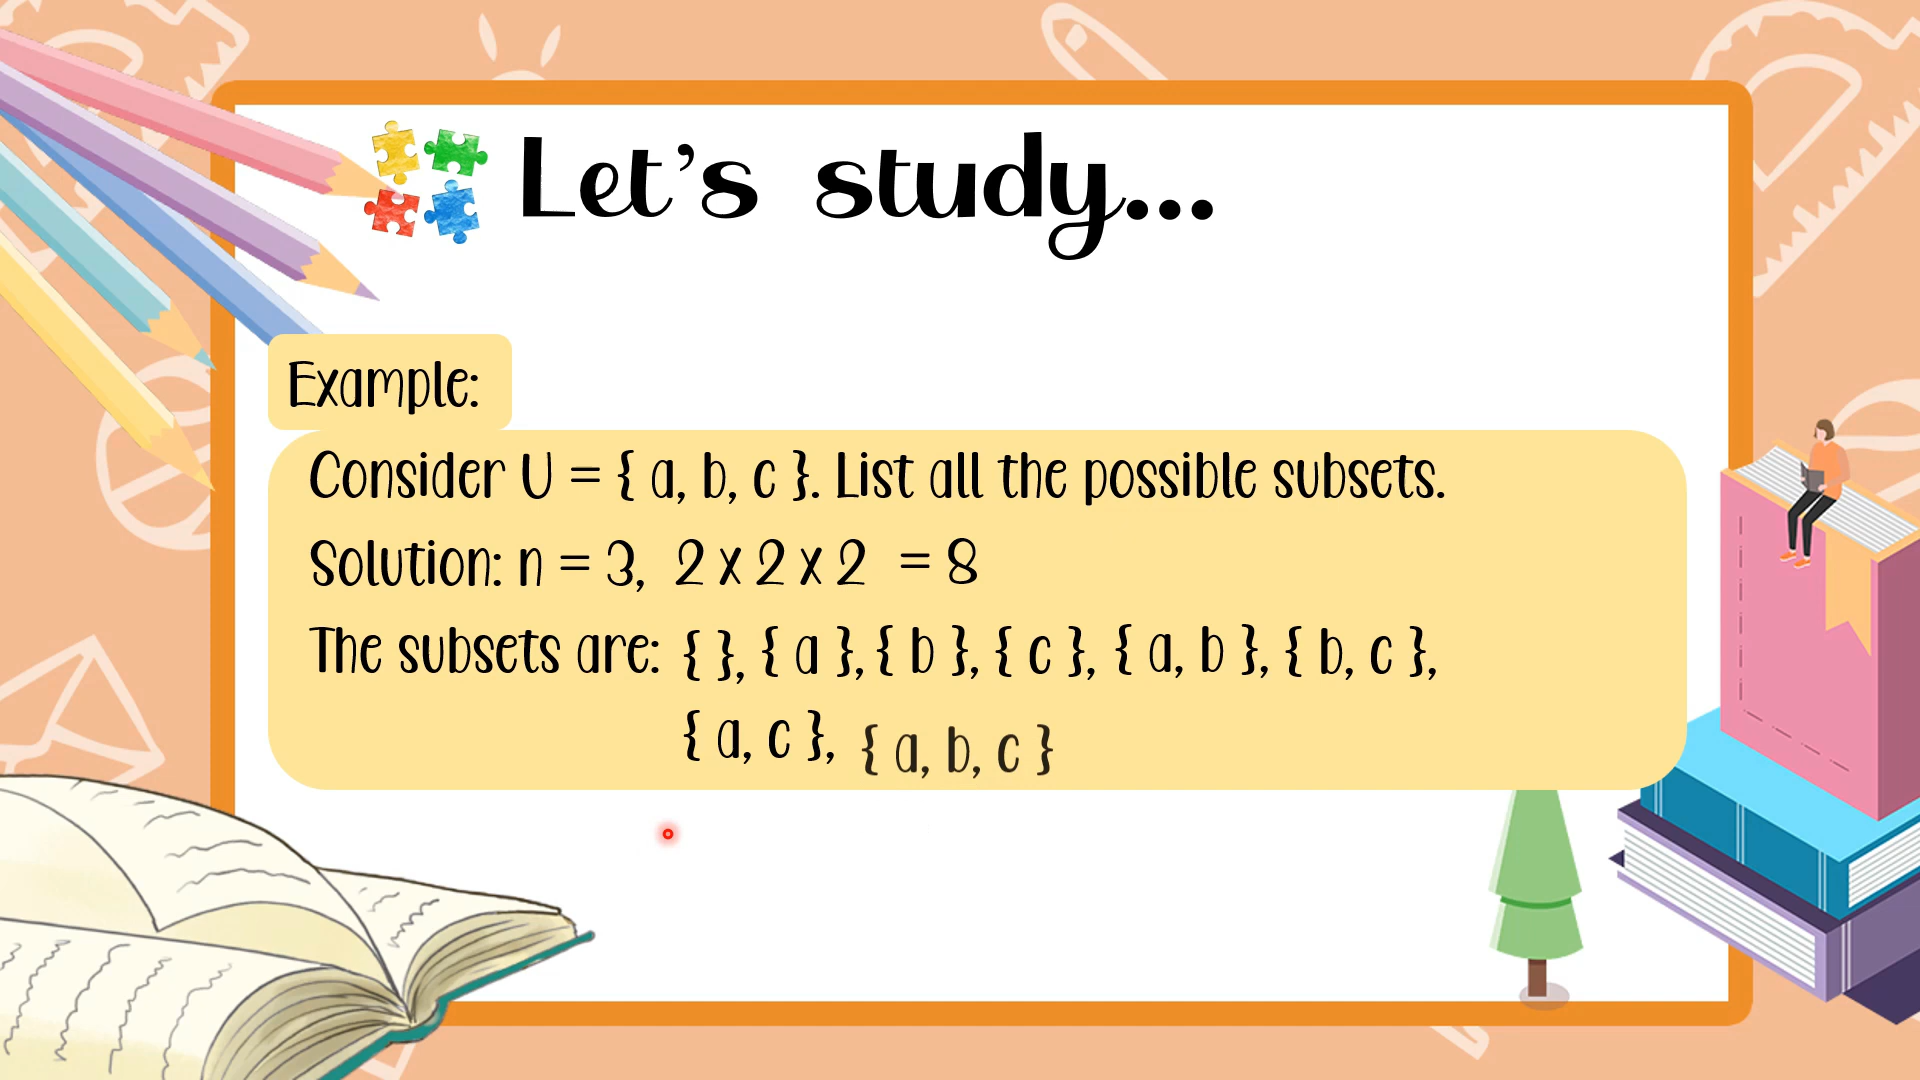 Let's study...
Example:
Consider U = { a, b, c }. List all the possible subsets.
Solution: n = 3, 2 x 2 x 2 = 8
The subsets are: { }, { a }, { b }, { c }, { a, b }, { b, c },
{ a, c }, { a, b, c }